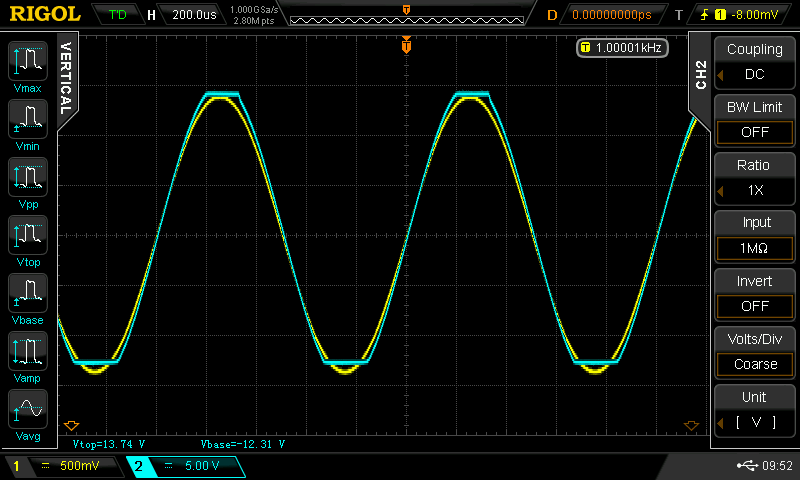 RIGOL T'D H 200.0us 1.000GSa/s 2.80M pts T D 0.00000000ps T 1 -8.00mV
T 1.00001kHz
VERTICAL
Vmax
Vmin
Vpp
Vtop
Vbase
Vamp
Vavg
CH2
Coupling
DC
BW Limit
OFF
Ratio
1X
Input
1MΩ
Invert
OFF
Volts/Div
Coarse
Unit
[ V ]
T
Vtop=13.74 V Vbase=-12.31 V
1 500mV 2 5.00 V 09:52